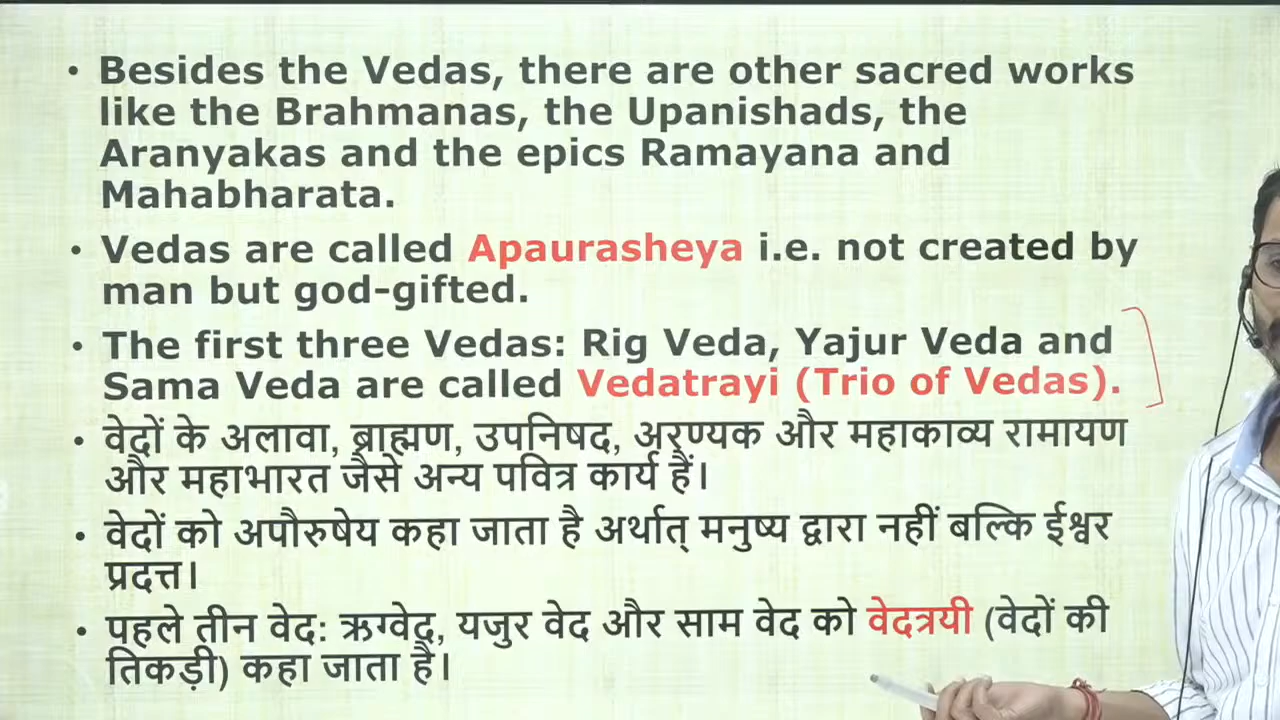 • Besides the Vedas, there are other sacred works
like the Brahmanas, the Upanishads, the
Aranyakas and the epics Ramayana and
Mahabharata.
• Vedas are called Apaurasheya i.e. not created by
man but god-gifted.
• The first three Vedas: Rig Veda, Yajur Veda and
Sama Veda are called Vedatrayi (Trio of Vedas).
• वेदों के अलावा, ब्राह्मण, उपनिषद, अरण्यक और महाकाव्य रामायण
और महाभारत जैसे अन्य पवित्र कार्य हैं।
• वेदों को अपौरुषेय कहा जाता है अर्थात् मनुष्य द्वारा नहीं बल्कि ईश्वर
प्रदत्त।
• पहले तीन वेद: ऋग्वेद, यजुर वेद और साम वेद को वेदत्रयी (वेदों की
तिकड़ी) कहा जाता है।